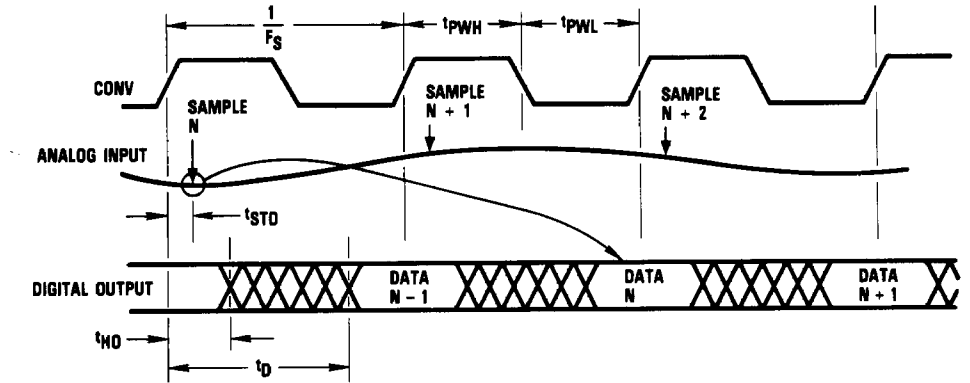 1
F_S
t_PWH
t_PWL
CONV
SAMPLE
N
SAMPLE
N + 1
SAMPLE
N + 2
ANALOG INPUT
t_STO
DIGITAL OUTPUT
DATA
N - 1
DATA
N
DATA
N + 1
t_HO
t_D